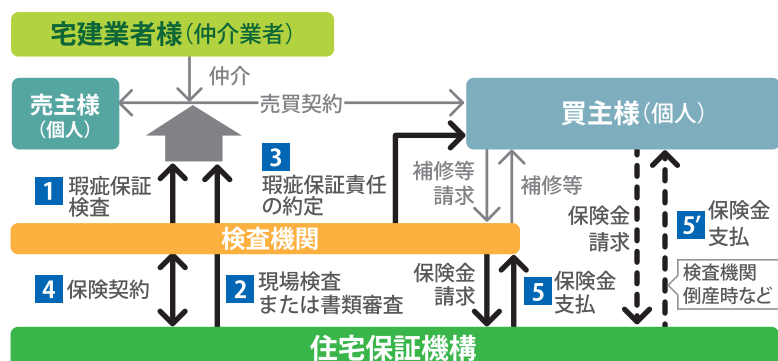 宅建業者様（仲介業者）
仲介
売主様
（個人）
売買契約
買主様（個人）
1 瑕疵保証
検査
3
瑕疵保証責任
の約定
補修等
請求
補修等
保険金
請求
5′ 保険金
支払
検査機関
倒産時など
検査機関
4 保険契約
2 現場検査
または書類審査
保険金
請求
5 保険金
支払
住宅保証機構